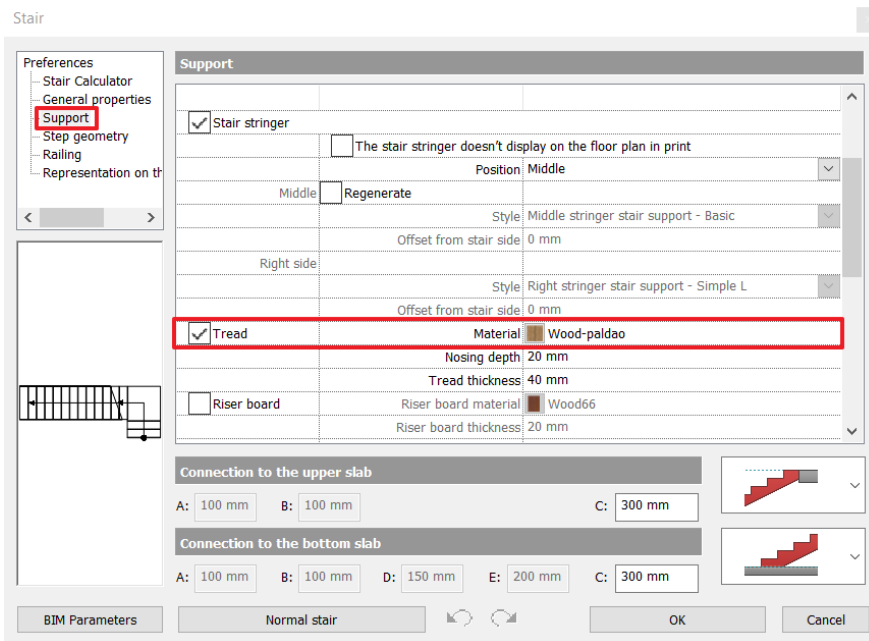 Stair
Preferences
Stair Calculator
General properties
Support
Step geometry
Railing
Representation on th
Support
Stair stringer
The stair stringer doesn't display on the floor plan in print
Position Middle
Middle Regenerate
Style Middle stringer stair support - Basic
Offset from stair side 0 mm
Right side
Style Right stringer stair support - Simple L
Offset from stair side 0 mm
Tread Material Wood-paldao
Nosing depth 20 mm
Tread thickness 40 mm
Riser board Riser board material Wood66
Riser board thickness 20 mm
Connection to the upper slab
A: 100 mm B: 100 mm C: 300 mm
Connection to the bottom slab
A: 100 mm B: 100 mm D: 150 mm E: 200 mm C: 300 mm
BIM Parameters Normal stair OK Cancel